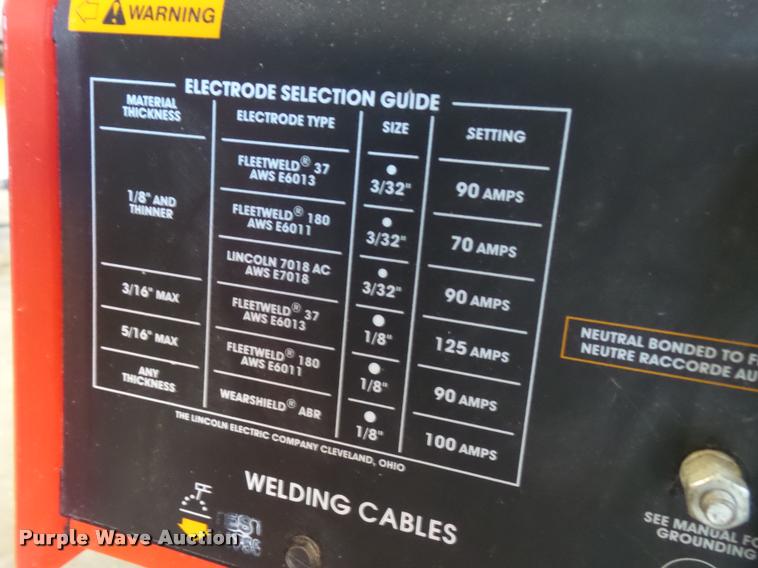 WARNING
ELECTRODE SELECTION GUIDE
MATERIAL
THICKNESS
ELECTRODE TYPE
SIZE
SETTING
1/8" AND
THINNER
FLEETWELD® 37
AWS E6013
3/32"
90 AMPS
FLEETWELD® 180
AWS E6011
3/32"
70 AMPS
LINCOLN 7018 AC
AWS E7018
3/32"
90 AMPS
3/16" MAX
FLEETWELD® 37
AWS E6013
1/8"
125 AMPS
5/16" MAX
FLEETWELD® 180
AWS E6011
1/8"
90 AMPS
ANY
THICKNESS
WEARSHIELD® ABR
1/8"
100 AMPS
THE LINCOLN ELECTRIC COMPANY CLEVELAND, OHIO
NEUTRAL BONDED TO
NEUTRE RACCORDE AU
WELDING CABLES
SEE MANUAL
GROUNDING
Purple Wave Auction